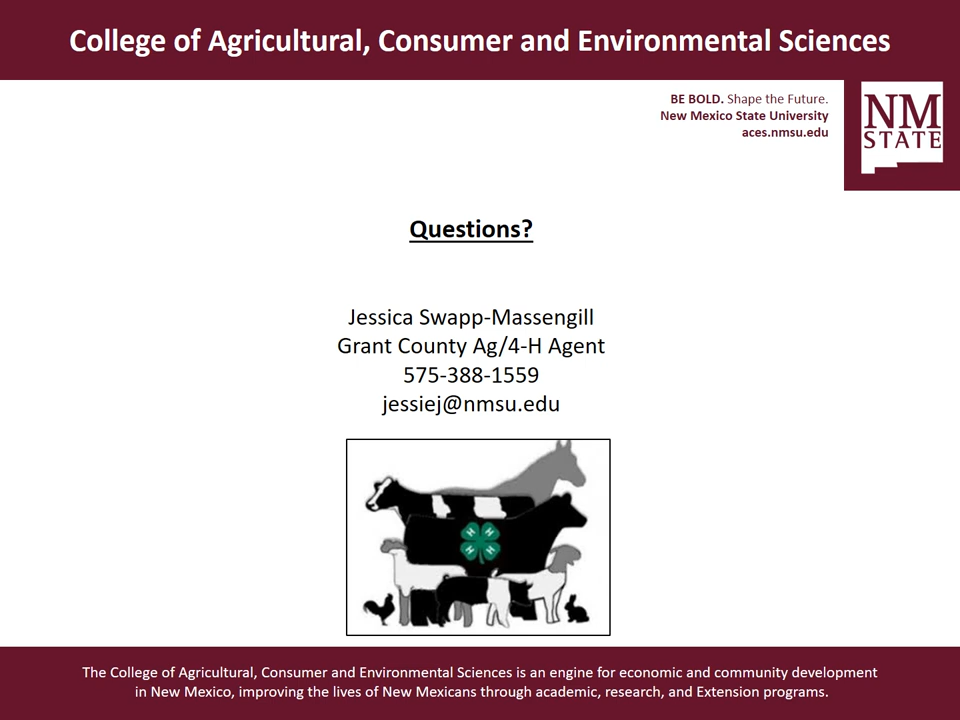 College of Agricultural, Consumer and Environmental Sciences
BE BOLD. Shape the Future.
New Mexico State University
aces.nmsu.edu
NM
STATE
Questions?
Jessica Swapp-Massengill
Grant County Ag/4-H Agent
575-388-1559
jessiej@nmsu.edu
H H
H H
The College of Agricultural, Consumer and Environmental Sciences is an engine for economic and community development
in New Mexico, improving the lives of New Mexicans through academic, research, and Extension programs.